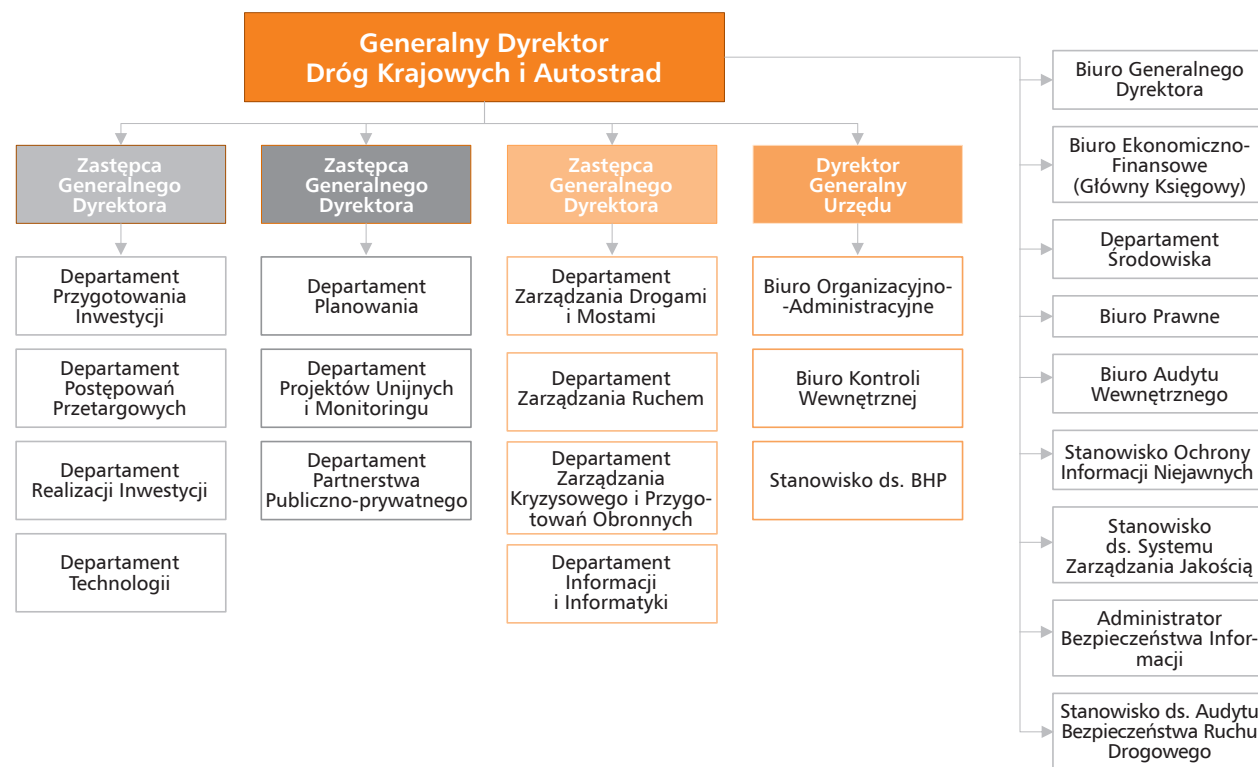 Generalny Dyrektor
Dróg Krajowych i Autostrad
Zastępca
Generalnego
Dyrektora
Departament
Przygotowania
Inwestycji
Departament
Postępowań
Przetargowych
Departament
Realizacji Inwestycji
Departament
Technologii
Zastępca
Generalnego
Dyrektora
Departament
Planowania
Departament
Projektów Unijnych
i Monitoringu
Departament
Partnerstwa
Publiczno-prywatnego
Zastępca
Generalnego
Dyrektora
Departament
Zarządzania Drogami
i Mostami
Departament
Zarządzania Ruchem
Departament
Zarządzania
Kryzysowego i Przygo-
towań Obronnych
Departament
Informacji
i Informatyki
Dyrektor
Generalny
Urzędu
Biuro Organizacyjno-
-Administracyjne
Biuro Kontroli
Wewnętrznej
Stanowisko ds. BHP
Biuro Generalnego
Dyrektora
Biuro Ekonomiczno-
Finansowe
(Główny Księgowy)
Departament
Środowiska
Biuro Prawne
Biuro Audytu
Wewnętrznego
Stanowisko Ochrony
Informacji Niejawnych
Stanowisko
ds. Systemu
Zarządzania Jakością
Administrator
Bezpieczeństwa Infor-
macji
Stanowisko ds. Audytu
Bezpieczeństwa Ruchu
Drogowego